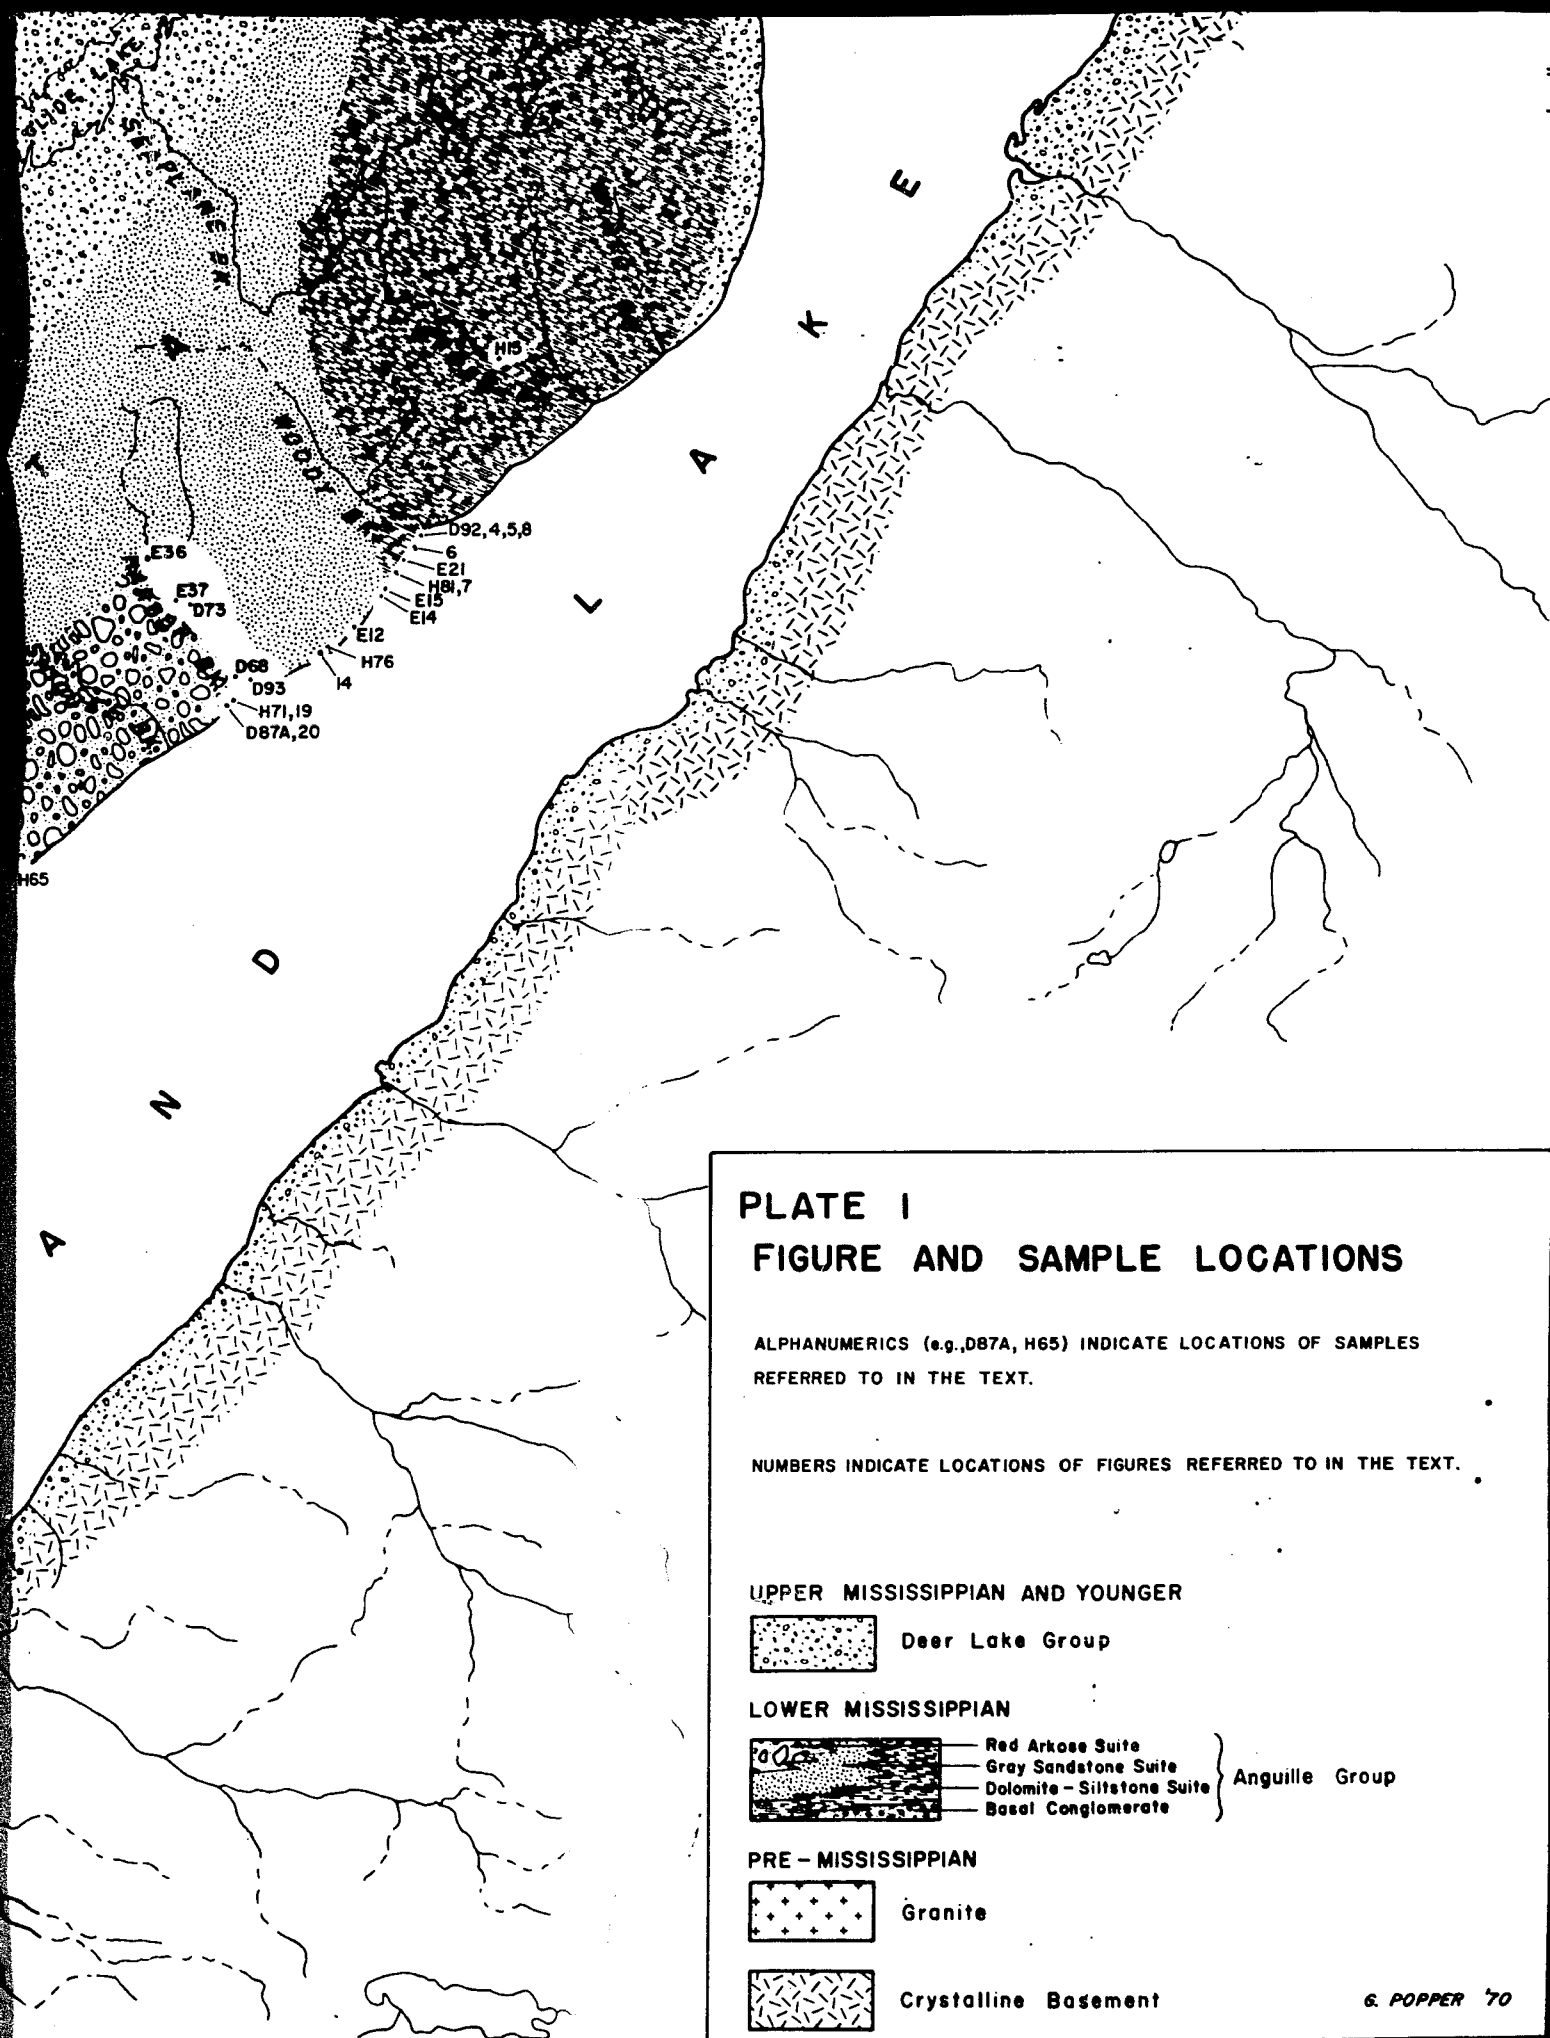 GLIDE LAKE
SEAPLANE BK
H15
WOODY
D92,4,5,8
6
E21
H81,7
E15
E14
E12
H76
14
E36
E37
D73
D68
D93
H71,19
D87A,20
H65
A N D
L A K E
PLATE 1
FIGURE AND SAMPLE LOCATIONS
ALPHANUMERICS (e.g.,D87A, H65) INDICATE LOCATIONS OF SAMPLES
REFERRED TO IN THE TEXT.
NUMBERS INDICATE LOCATIONS OF FIGURES REFERRED TO IN THE TEXT.
UPPER MISSISSIPPIAN AND YOUNGER
Deer Lake Group
LOWER MISSISSIPPIAN
Red Arkose Suite
Gray Sandstone Suite
Dolomite-Siltstone Suite
Basal Conglomerate
Anguille Group
PRE-MISSISSIPPIAN
Granite
Crystalline Basement
G. POPPER '70